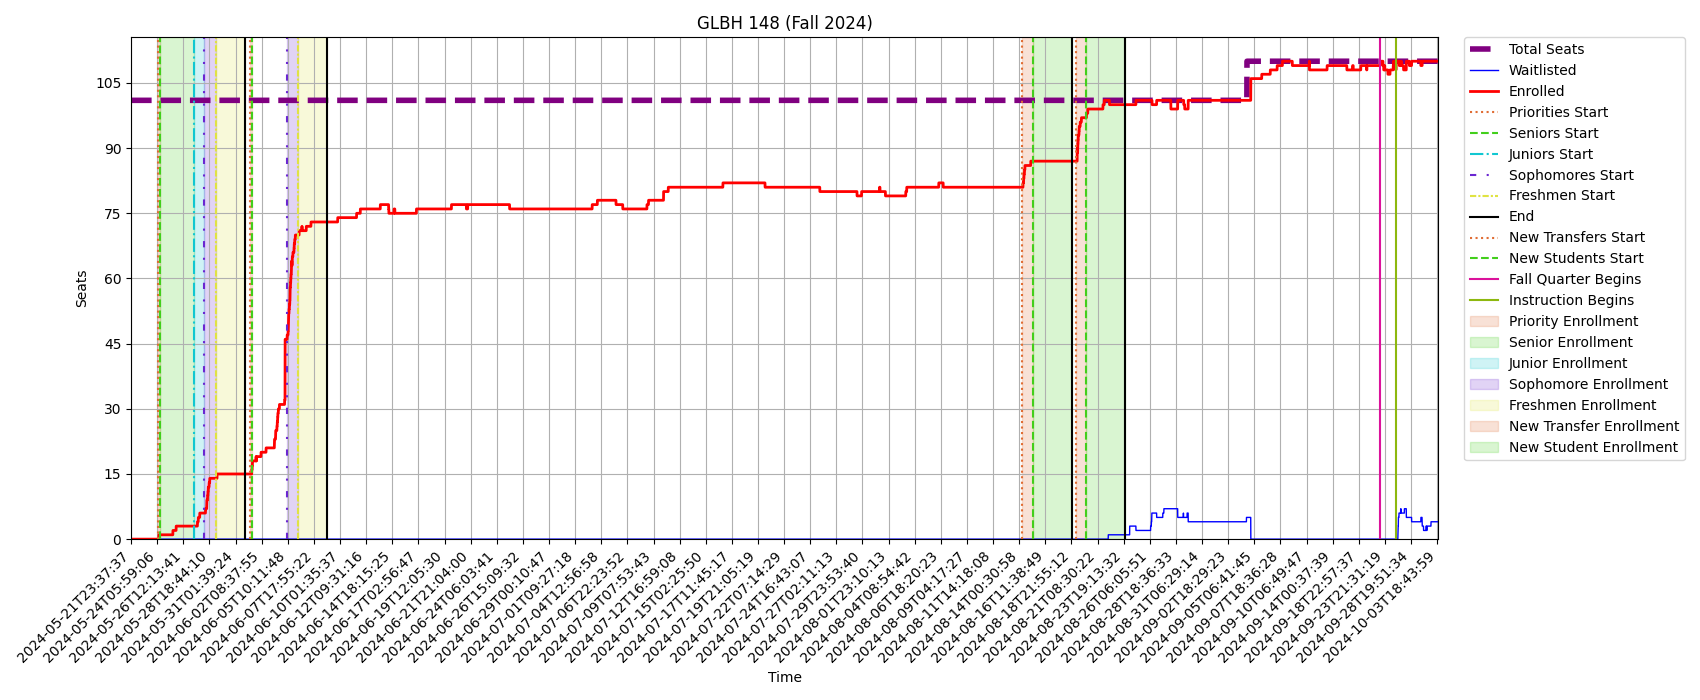 GLBH 148 (Fall 2024)
Seats
105
90
75
60
45
30
15
0
2024-05-21T23:37:37
2024-05-24T05:59:06
2024-05-26T12:13:41
2024-05-28T18:44:10
2024-05-31T01:39:24
2024-06-02T08:37:55
2024-06-05T10:11:48
2024-06-07T17:55:22
2024-06-10T01:35:37
2024-06-12T09:31:16
2024-06-14T18:15:25
2024-06-17T02:56:47
2024-06-19T12:05:30
2024-06-21T21:04:00
2024-06-24T06:03:41
2024-06-26T15:09:32
2024-06-29T00:10:47
2024-07-01T09:27:18
2024-07-04T12:56:58
2024-07-06T22:23:52
2024-07-09T07:53:43
2024-07-12T16:59:08
2024-07-15T02:25:50
2024-07-17T11:45:17
2024-07-19T21:05:19
2024-07-22T07:14:29
2024-07-24T16:43:07
2024-07-27T02:11:13
2024-07-29T23:53:40
2024-08-01T23:10:13
2024-08-04T08:54:42
2024-08-06T18:20:23
2024-08-09T04:17:27
2024-08-11T14:18:08
2024-08-14T00:30:58
2024-08-16T11:38:49
2024-08-18T21:55:12
2024-08-21T08:30:22
2024-08-23T19:13:32
2024-08-26T06:05:51
2024-08-28T18:36:33
2024-08-31T06:29:14
2024-09-02T18:29:23
2024-09-05T06:41:45
2024-09-07T18:36:28
2024-09-10T06:49:47
2024-09-14T00:37:39
2024-09-18T22:57:37
2024-09-23T21:31:19
2024-09-28T19:51:34
2024-10-03T18:43:59
Time
Total Seats
Waitlisted
Enrolled
Priorities Start
Seniors Start
Juniors Start
Sophomores Start
Freshmen Start
End
New Transfers Start
New Students Start
Fall Quarter Begins
Instruction Begins
Priority Enrollment
Senior Enrollment
Junior Enrollment
Sophomore Enrollment
Freshmen Enrollment
New Transfer Enrollment
New Student Enrollment